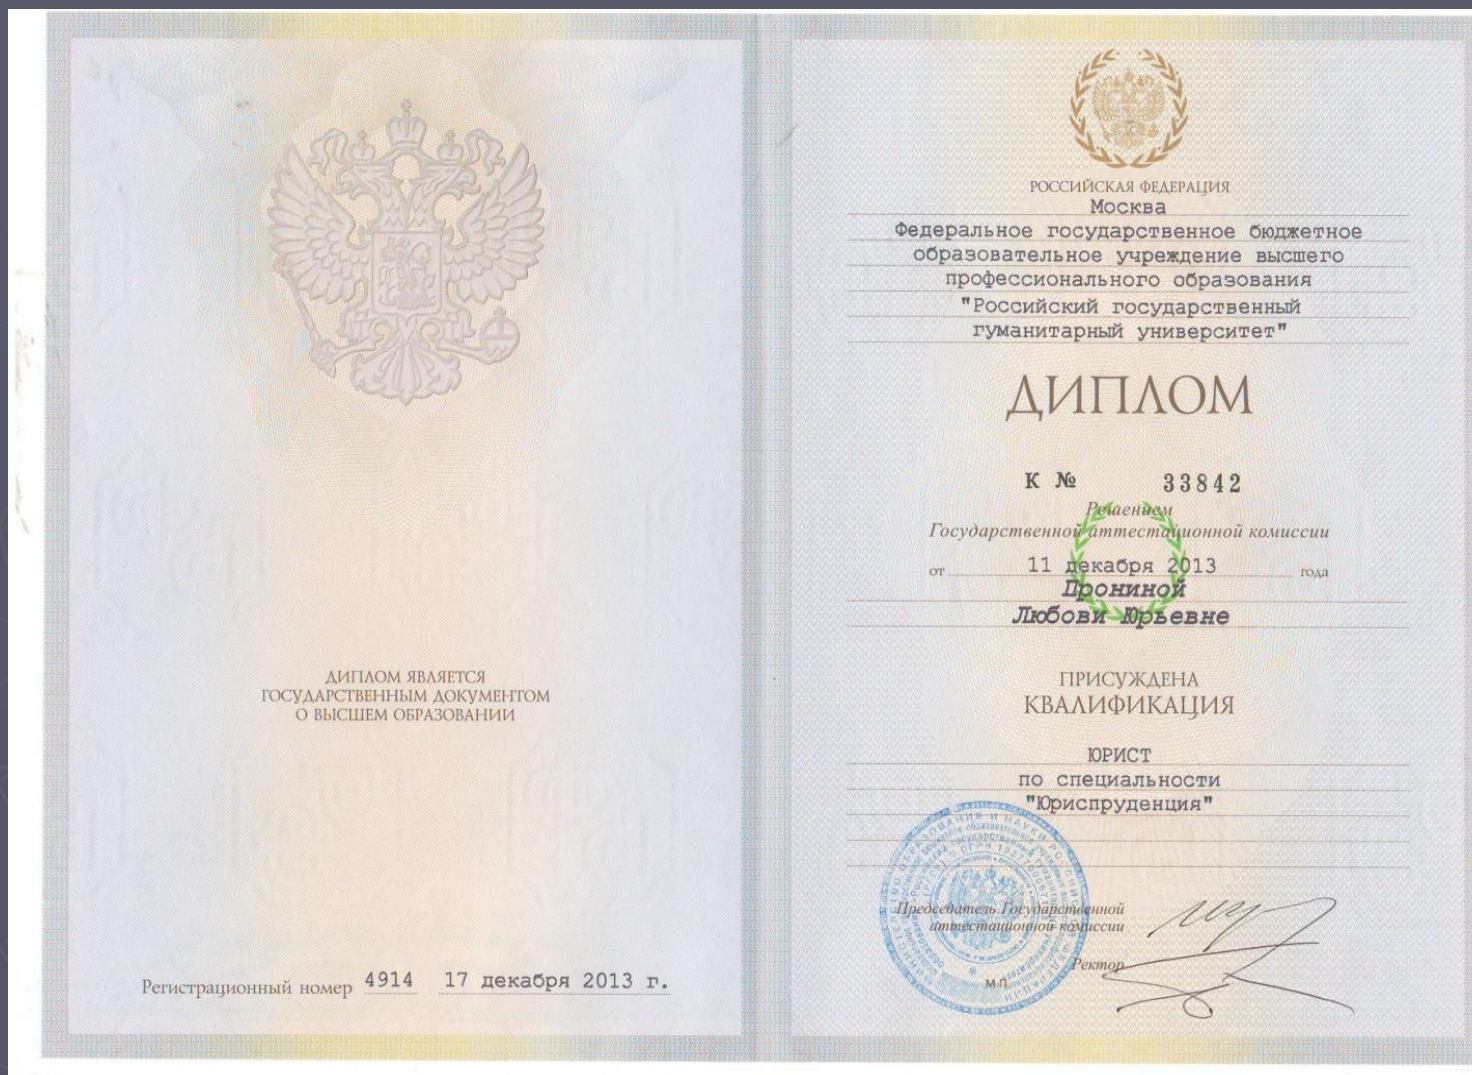 ДИПЛОМ ЯВЛЯЕТСЯ
ГОСУДАРСТВЕННЫМ ДОКУМЕНТОМ
О ВЫСШЕМ ОБРАЗОВАНИИ
Регистрационный номер 4914 17 декабря 2013 г.
РОССИЙСКАЯ ФЕДЕРАЦИЯ
Москва
Федеральное государственное бюджетное
образовательное учреждение высшего
профессионального образования
"Российский государственный
гуманитарный университет"
ДИПЛОМ
К № 33842
Решением
Государственной аттестационной комиссии
от 11 декабря 2013 года
Прониной
Любови Юрьевне
ПРИСУЖДЕНА
КВАЛИФИКАЦИЯ
ЮРИСТ
по специальности
"Юриспруденция"
Председатель Государственной
аттестационной комиссии
Ректор
М.П.